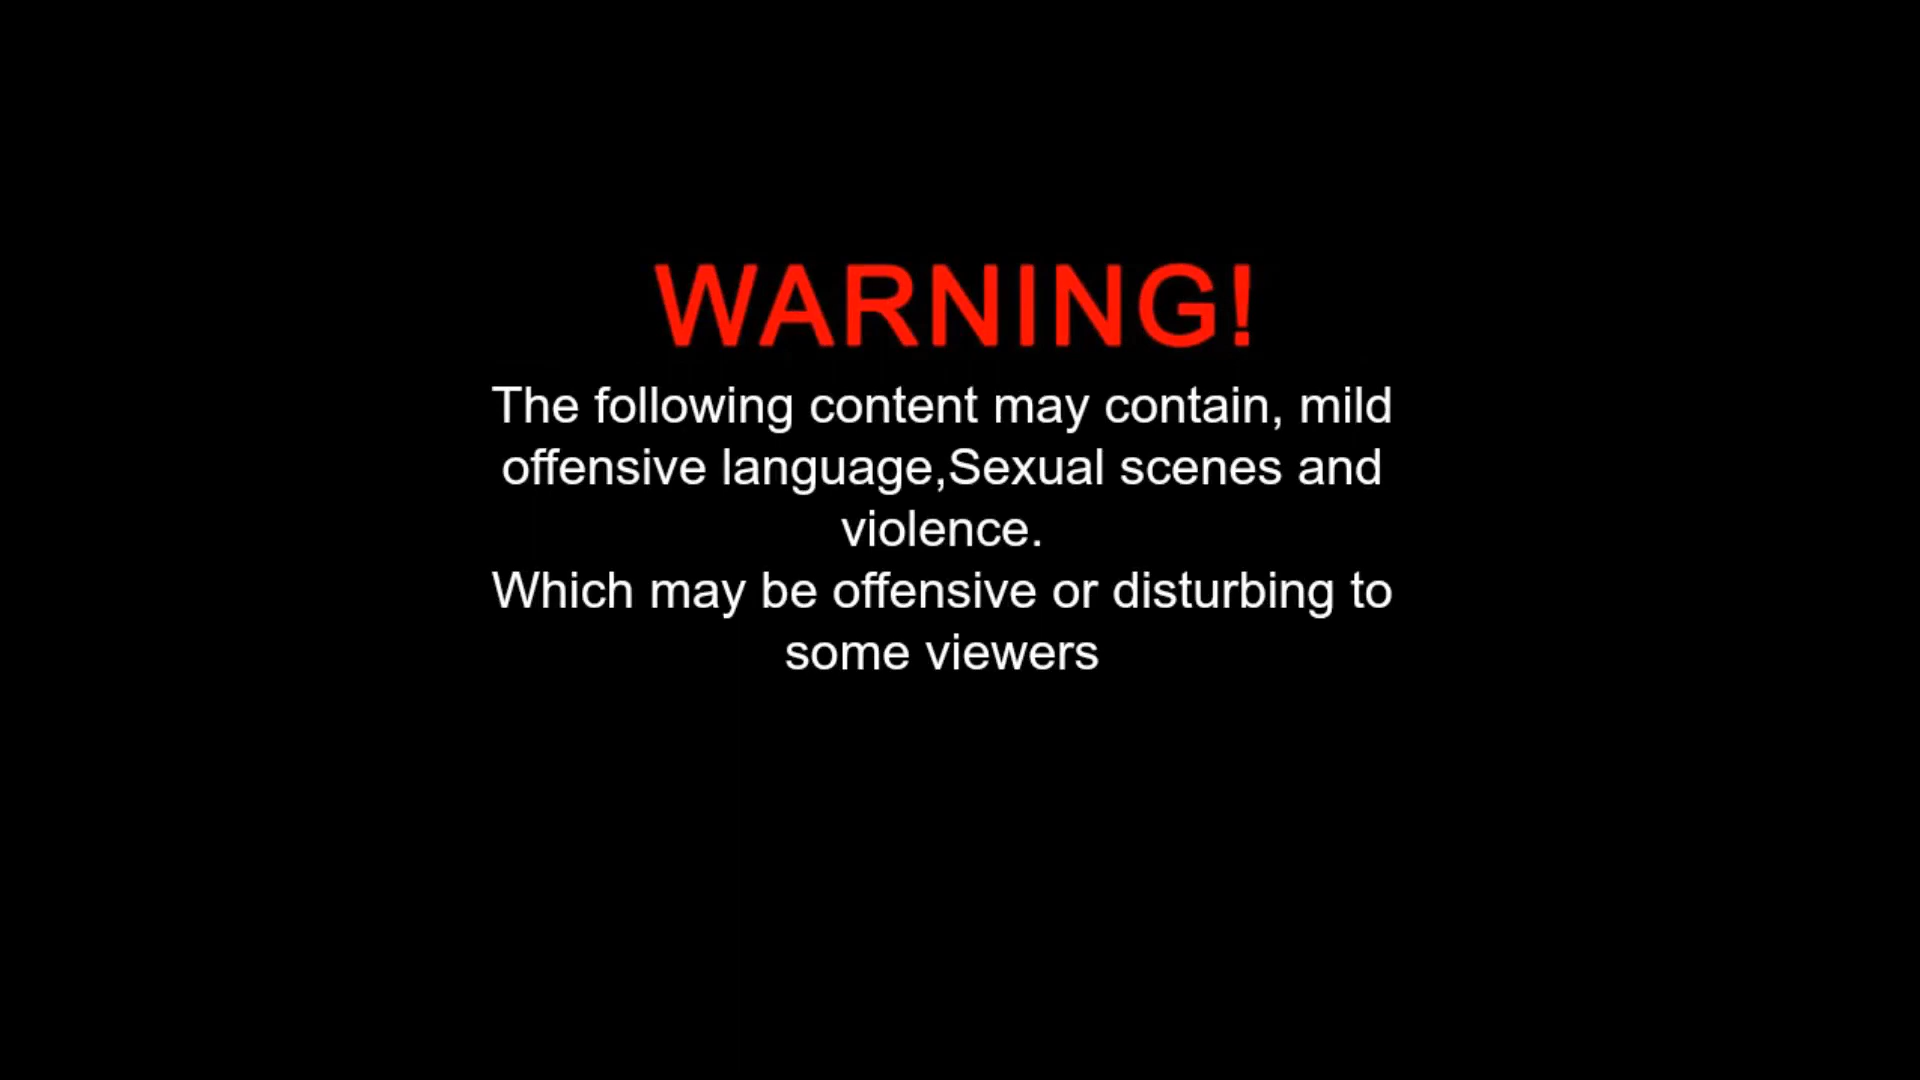 WARNING!
The following content may contain, mild
offensive language,Sexual scenes and
violence.
Which may be offensive or disturbing to
some viewers